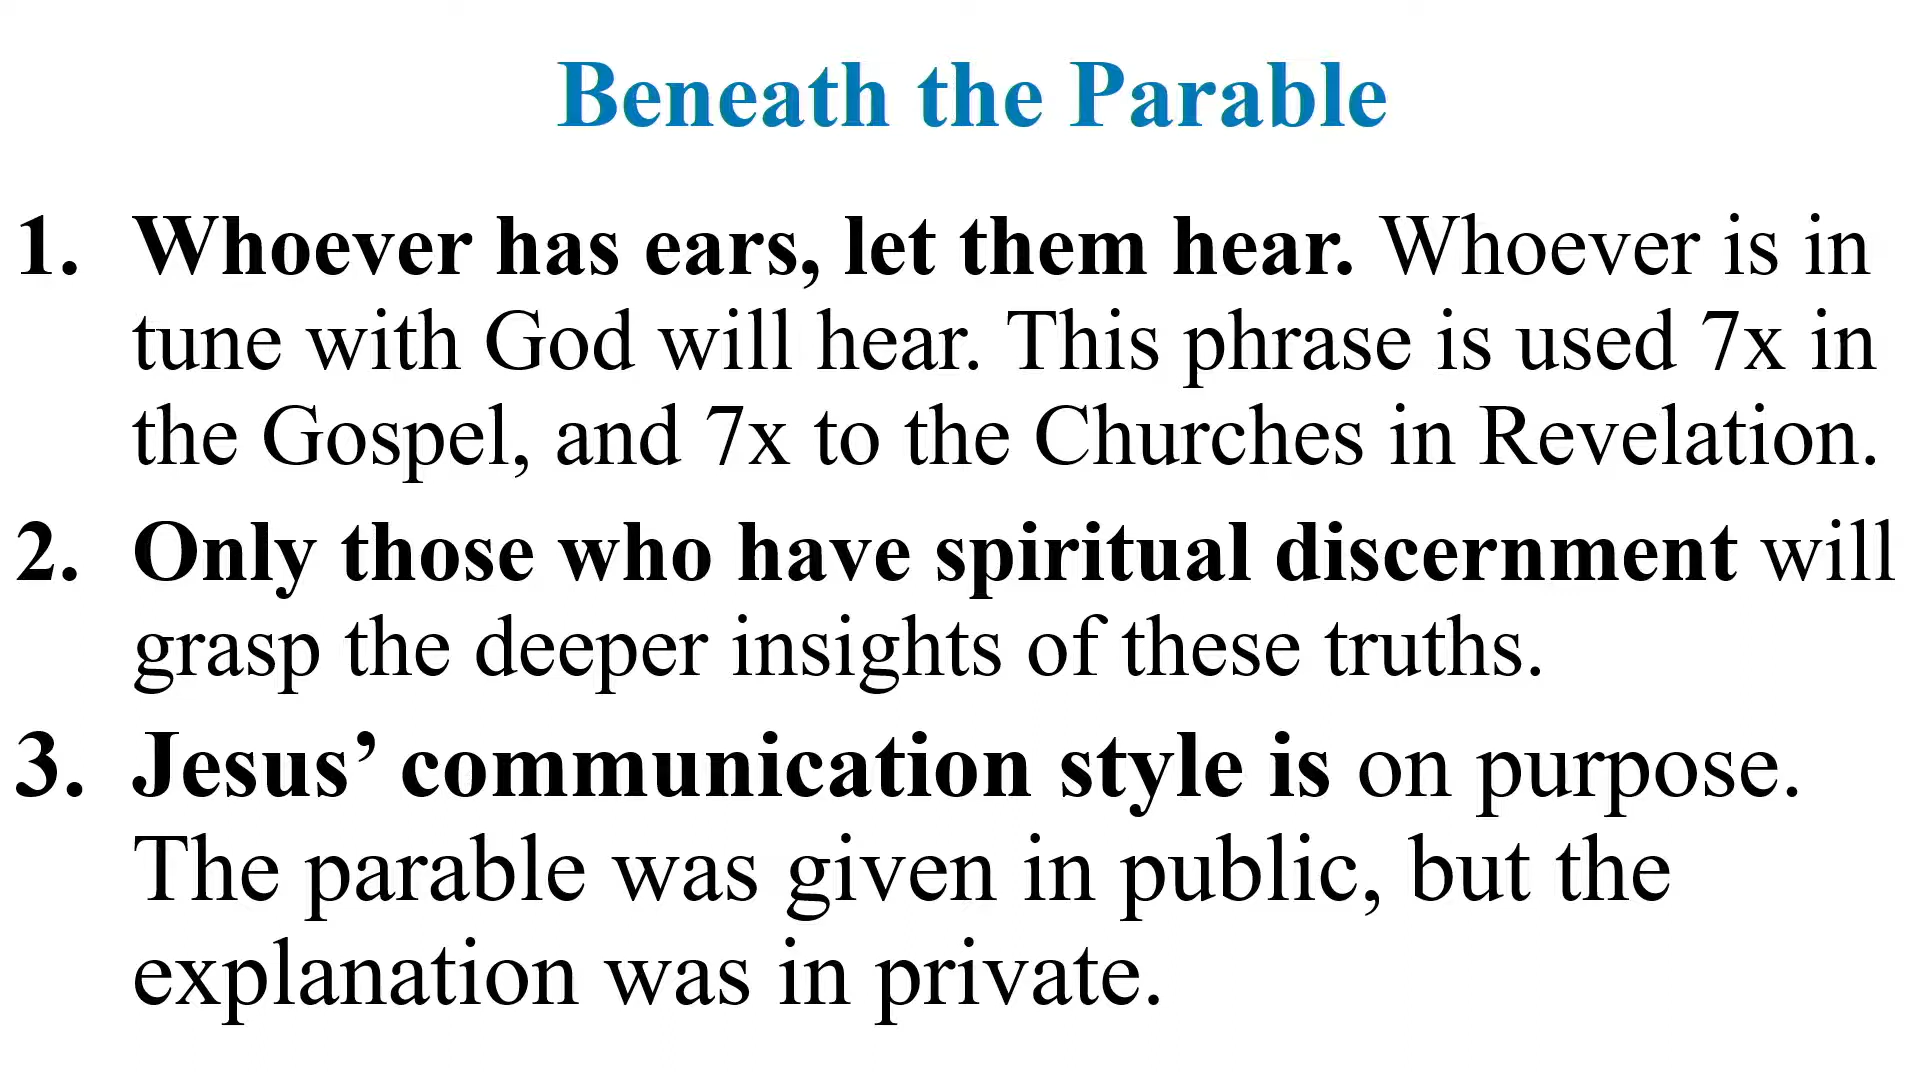 Beneath the Parable
1. Whoever has ears, let them hear. Whoever is in
tune with God will hear. This phrase is used 7x in
the Gospel, and 7x to the Churches in Revelation.
2. Only those who have spiritual discernment will
grasp the deeper insights of these truths.
3. Jesus’ communication style is on purpose.
The parable was given in public, but the
explanation was in private.